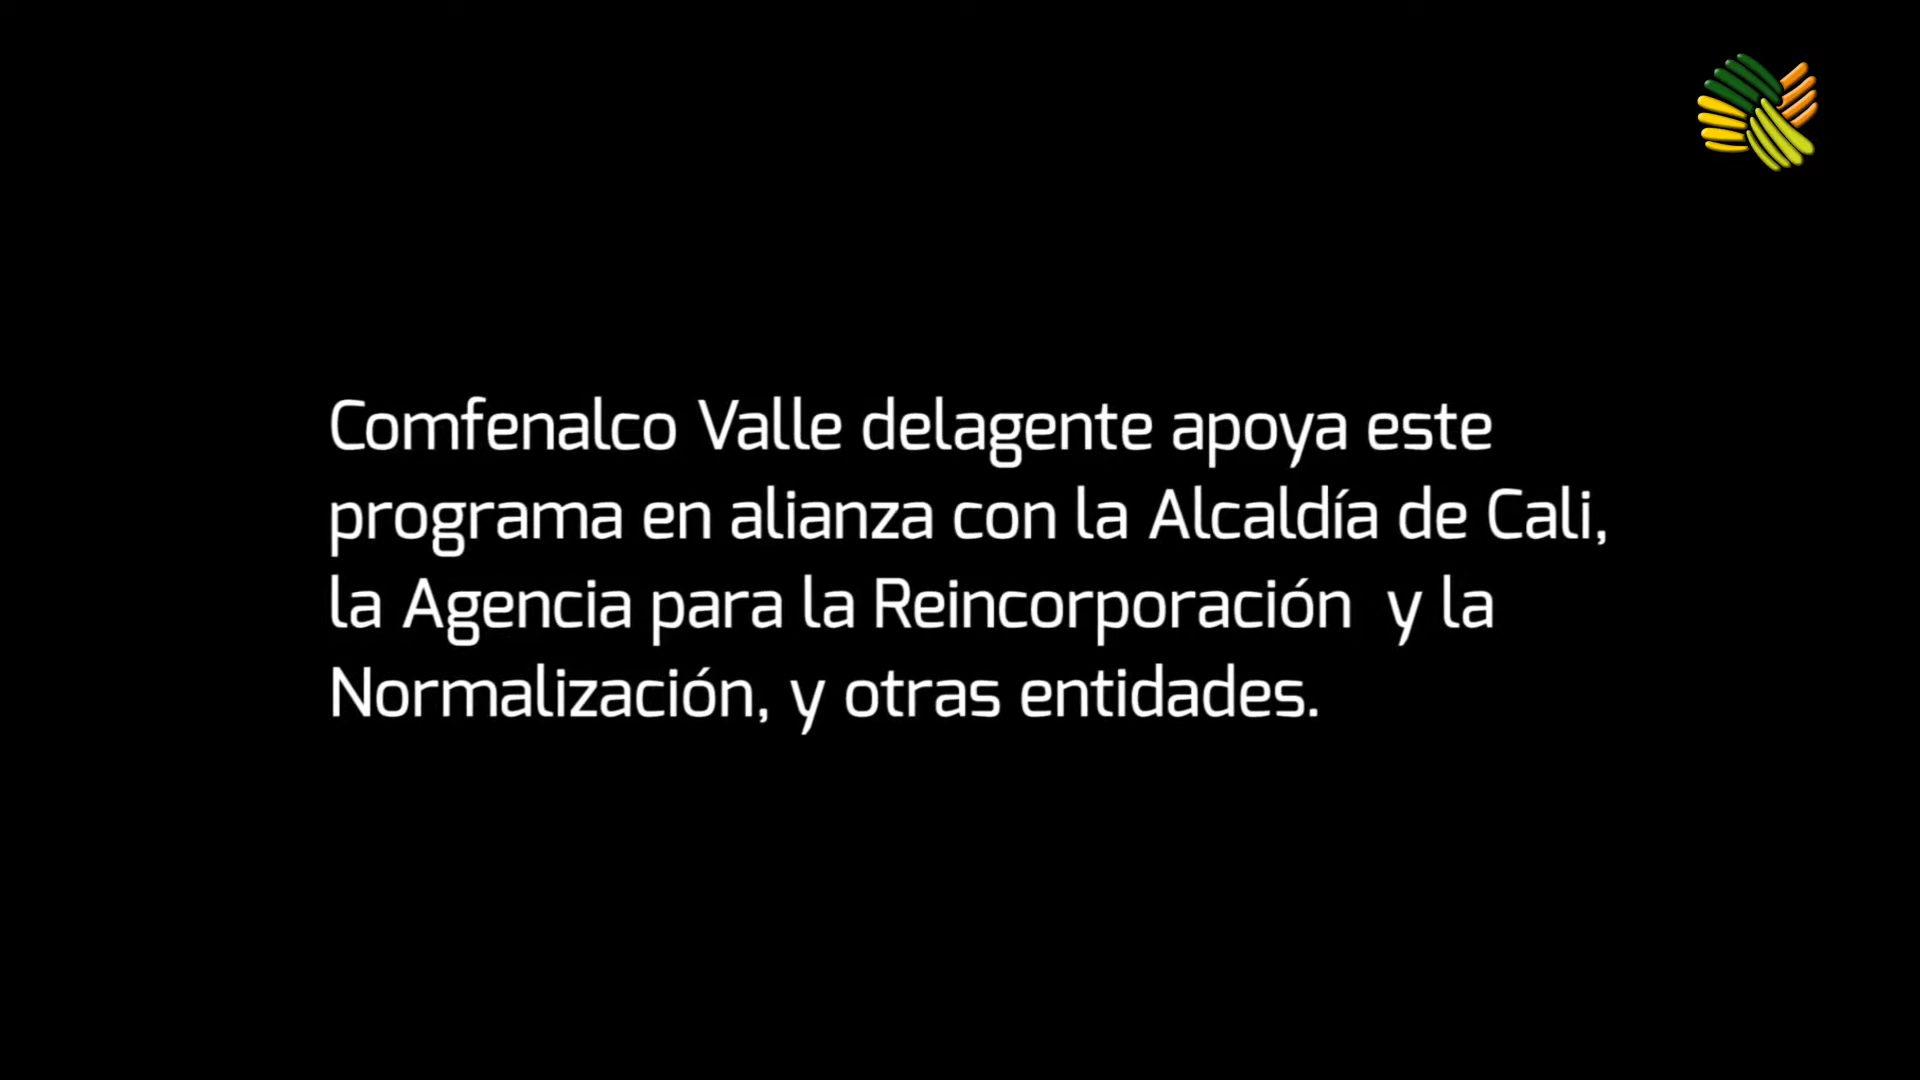 Comfenalco Valle delagente apoya este
programa en alianza con la Alcaldía de Cali,
la Agencia para la Reincorporación  y la
Normalización, y otras entidades.